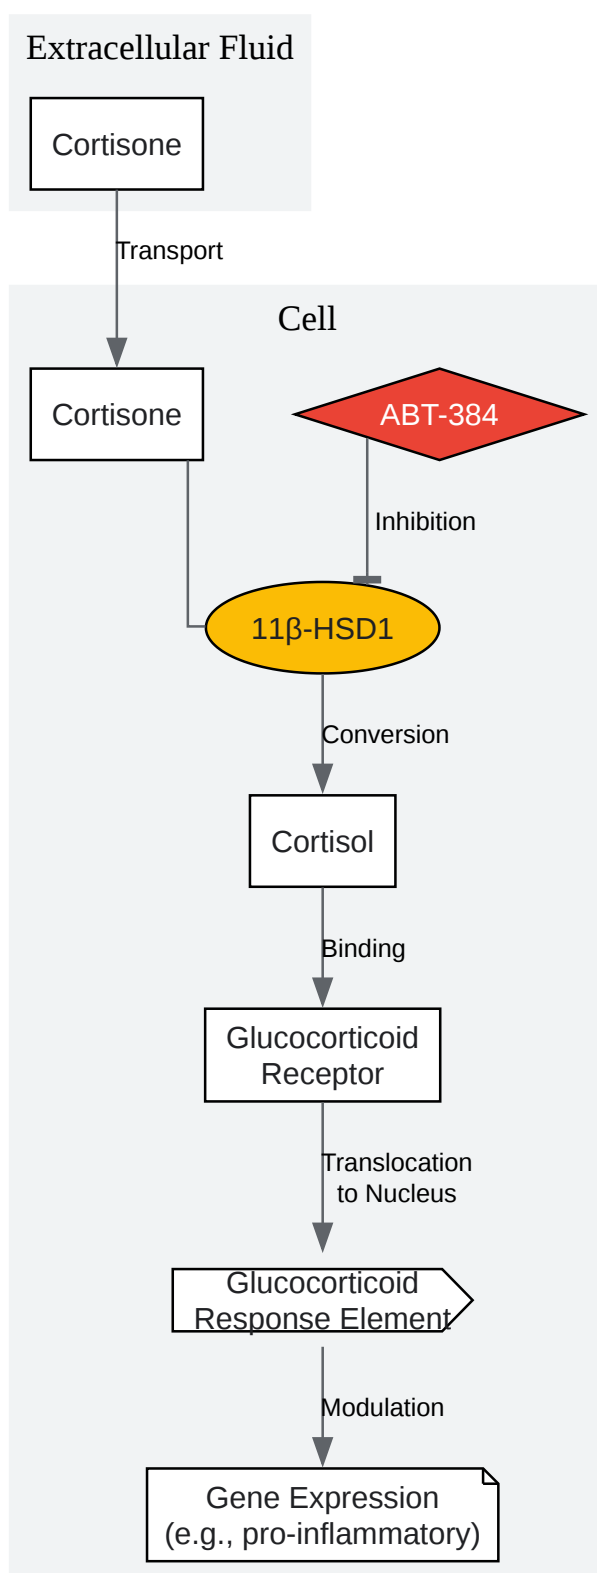 Extracellular Fluid
Cortisone
Transport
Cell
Cortisone
ABT-384
Inhibition
11β-HSD1
Conversion
Cortisol
Binding
Glucocorticoid
Receptor
Translocation
to Nucleus
Glucocorticoid
Response Element
Modulation
Gene Expression
(e.g., pro-inflammatory)